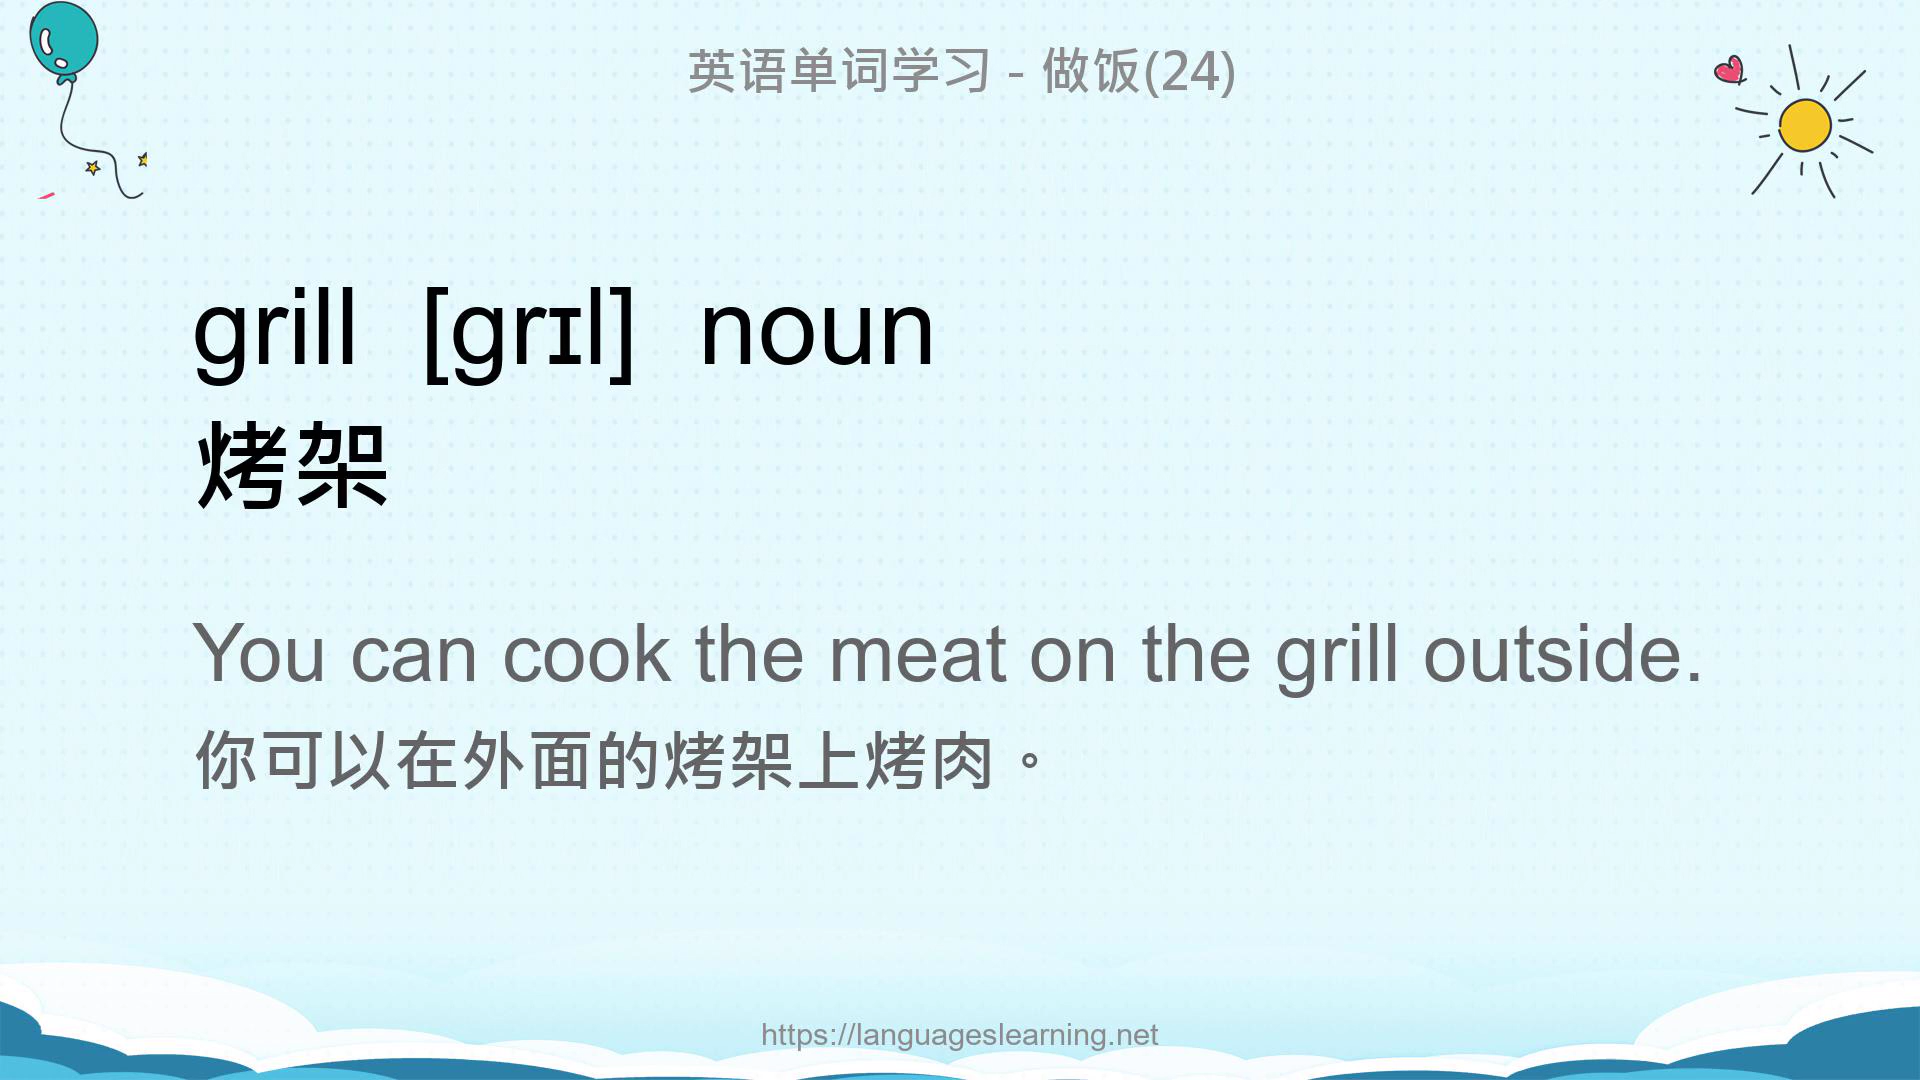 英语单词学习 - 做饭(24)
grill [grɪl] noun
烤架
You can cook the meat on the grill outside.
你可以在外面的烤架上烤肉。
https://languageslearning.net